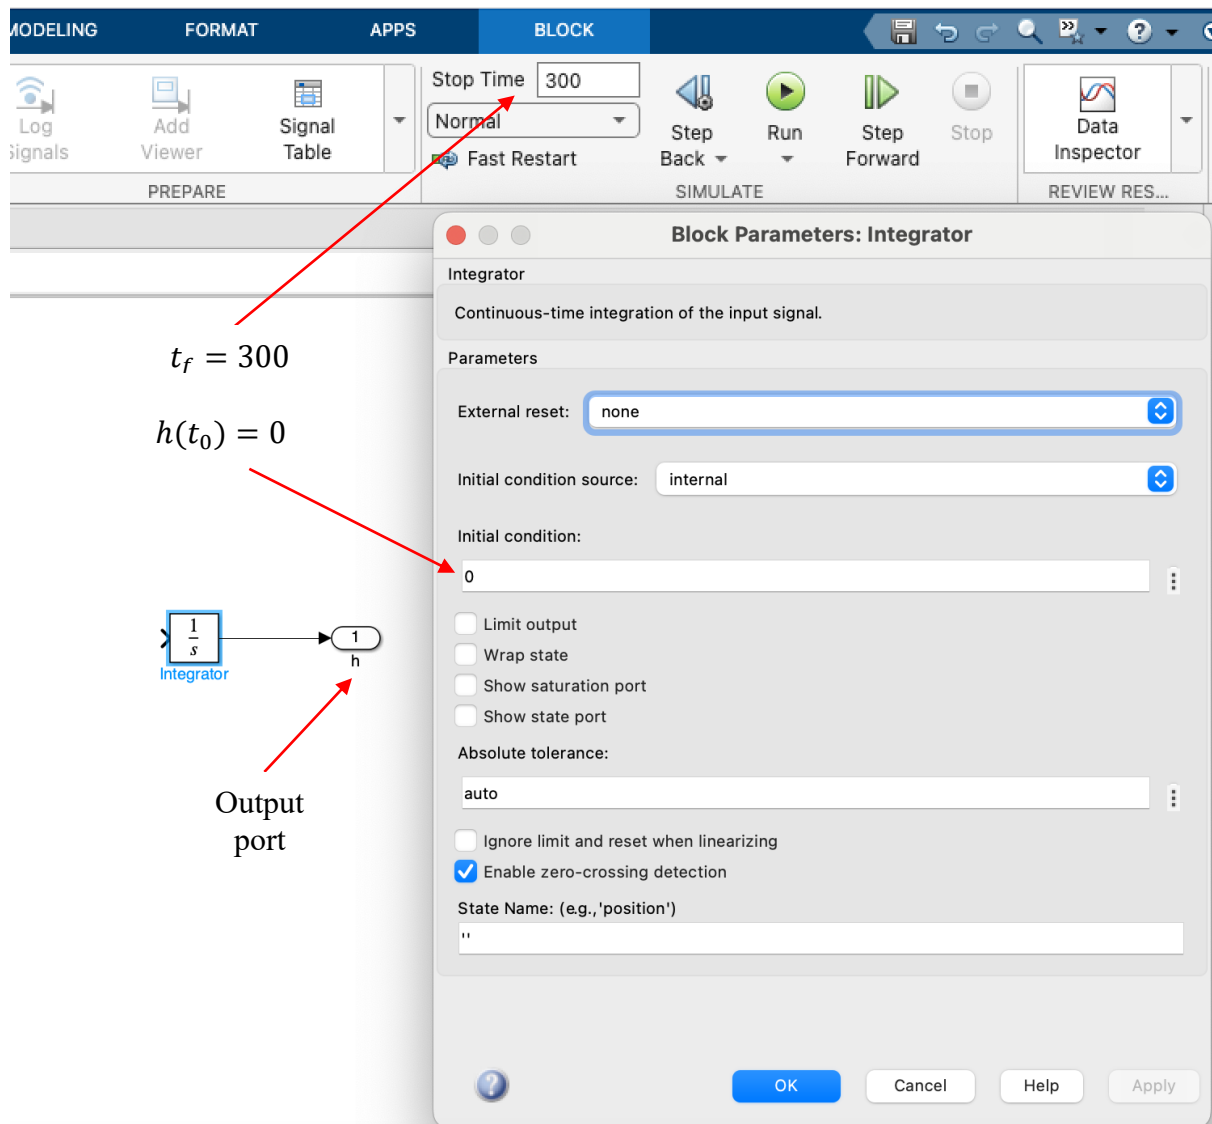 MODELING FORMAT APPS BLOCK
Stop Time 300
Normal
Fast Restart
Log Signals
Add Viewer
Signal Table
Step Back
Run
Step Forward
Stop
Data Inspector
PREPARE SIMULATE REVIEW RES...
Block Parameters: Integrator
Integrator
Continuous-time integration of the input signal.
Parameters
External reset: none
Initial condition source: internal
Initial condition:
0
Limit output
Wrap state
Show saturation port
Show state port
Absolute tolerance:
auto
Ignore limit and reset when linearizing
Enable zero-crossing detection
State Name: (e.g.,'position')
''
OK Cancel Help Apply
t_f = 300
h(t_0) = 0
1
s
Integrator
1
h
Output
port